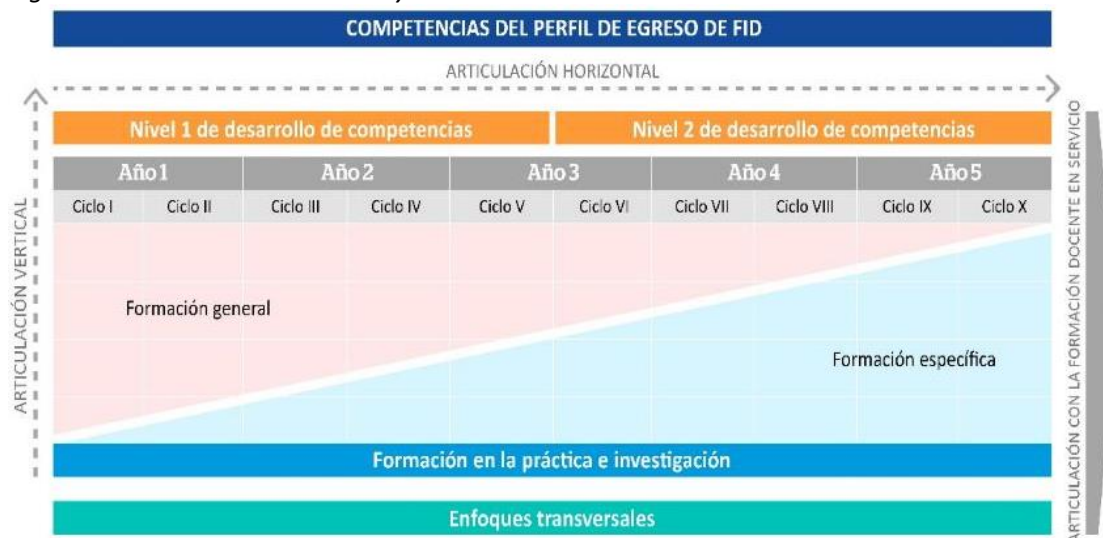 COMPETENCIAS DEL PERFIL DE EGRESO DE FID
ARTICULACIÓN HORIZONTAL
Nivel 1 de desarrollo de competencias
Nivel 2 de desarrollo de competencias
Año 1
Año 2
Año 3
Año 4
Año 5
Ciclo I
Ciclo II
Ciclo III
Ciclo IV
Ciclo V
Ciclo VI
Ciclo VII
Ciclo VIII
Ciclo IX
Ciclo X
ARTICULACIÓN VERTICAL
Formación general
Formación específica
Formación en la práctica e investigación
Enfoques transversales
ARTICULACIÓN CON LA FORMACIÓN DOCENTE EN SERVICIO